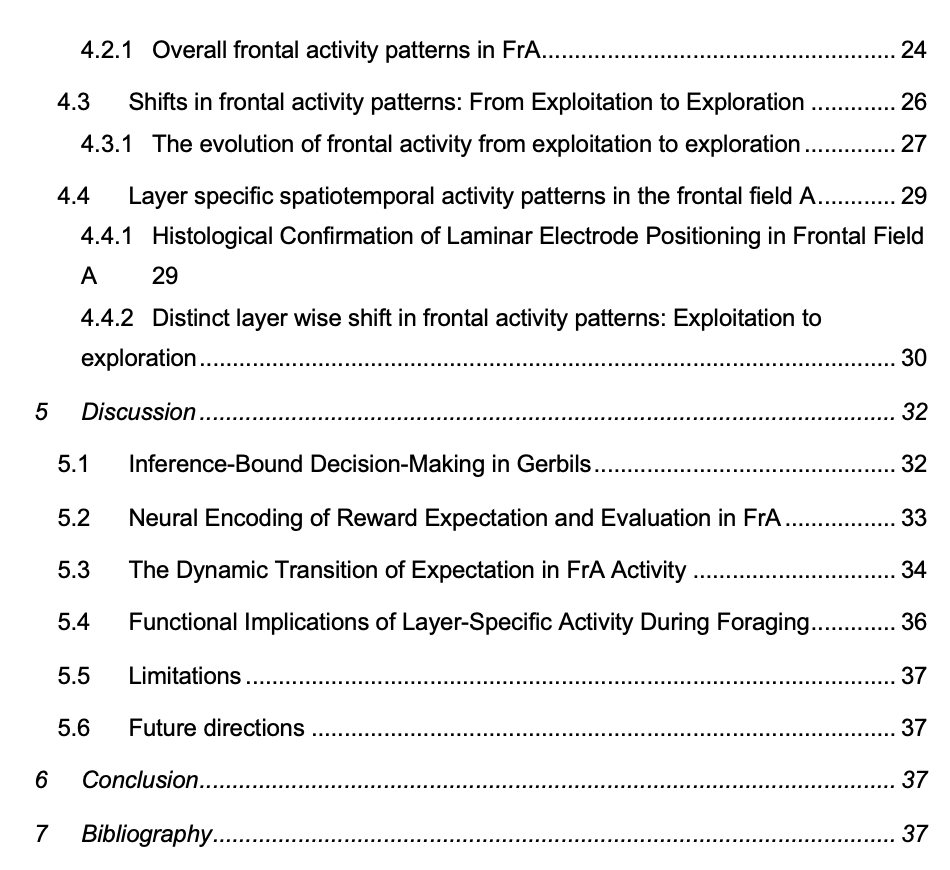 4.2.1 Overall frontal activity patterns in FrA...................................................... 24
4.3 Shifts in frontal activity patterns: From Exploitation to Exploration ............. 26
4.3.1 The evolution of frontal activity from exploitation to exploration .............. 27
4.4 Layer specific spatiotemporal activity patterns in the frontal field A............ 29
4.4.1 Histological Confirmation of Laminar Electrode Positioning in Frontal Field
A 29
4.4.2 Distinct layer wise shift in frontal activity patterns: Exploitation to
exploration ......................................................................................................... 30
5 Discussion ......................................................................................................... 32
5.1 Inference-Bound Decision-Making in Gerbils.............................................. 32
5.2 Neural Encoding of Reward Expectation and Evaluation in FrA ................. 33
5.3 The Dynamic Transition of Expectation in FrA Activity ............................... 34
5.4 Functional Implications of Layer-Specific Activity During Foraging............. 36
5.5 Limitations ................................................................................................... 37
5.6 Future directions ......................................................................................... 37
6 Conclusion......................................................................................................... 37
7 Bibliography....................................................................................................... 37